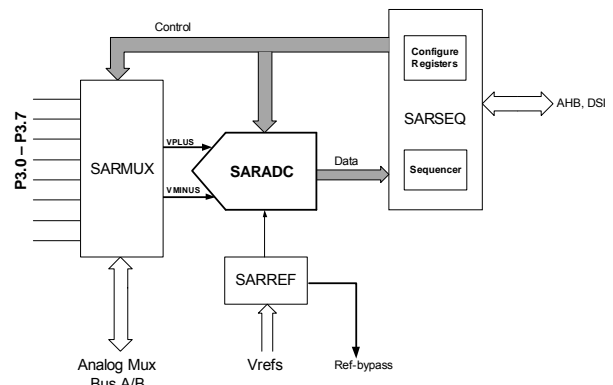 Control
Configure
Registers
SARSEQ
AHB, DSI
P3.0 – P3.7
VPLUS
SARMUX
SARADC
Data
Sequencer
VMINUS
SARREF
Analog Mux
Bus A/B
Vrefs
Ref-bypass